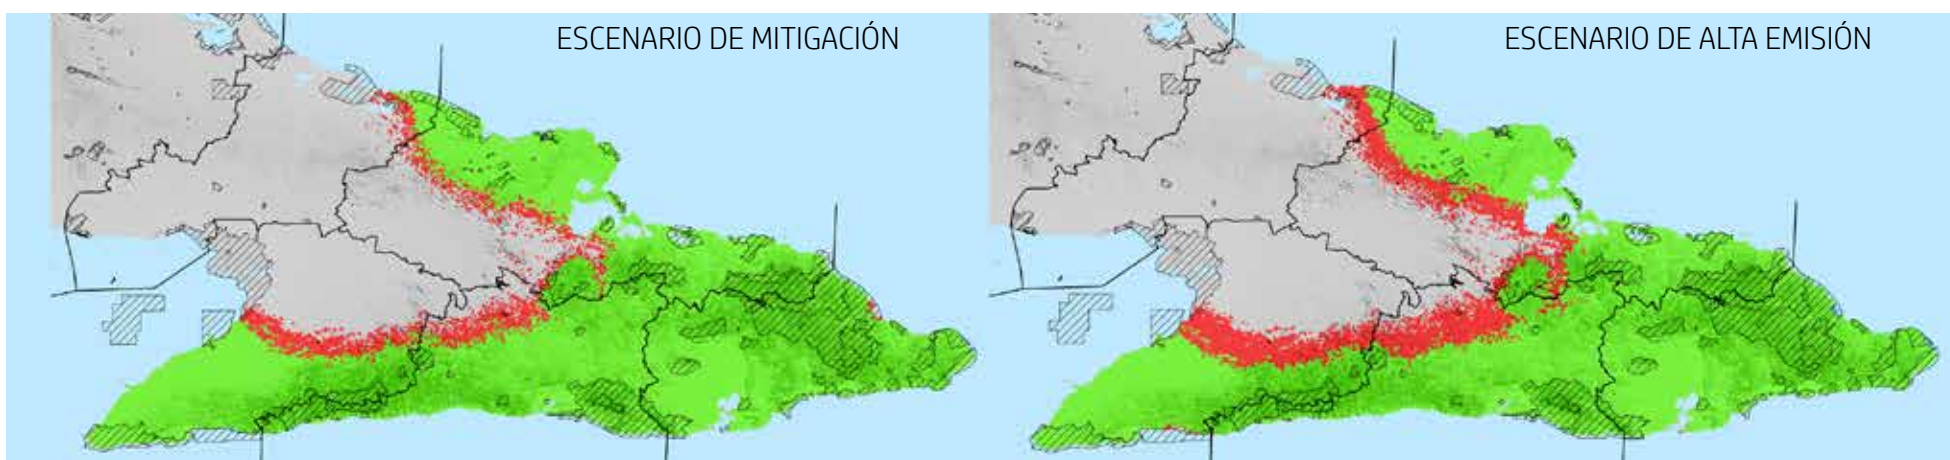 ESCENARIO DE MITIGACIÓN
ESCENARIO DE ALTA EMISIÓN